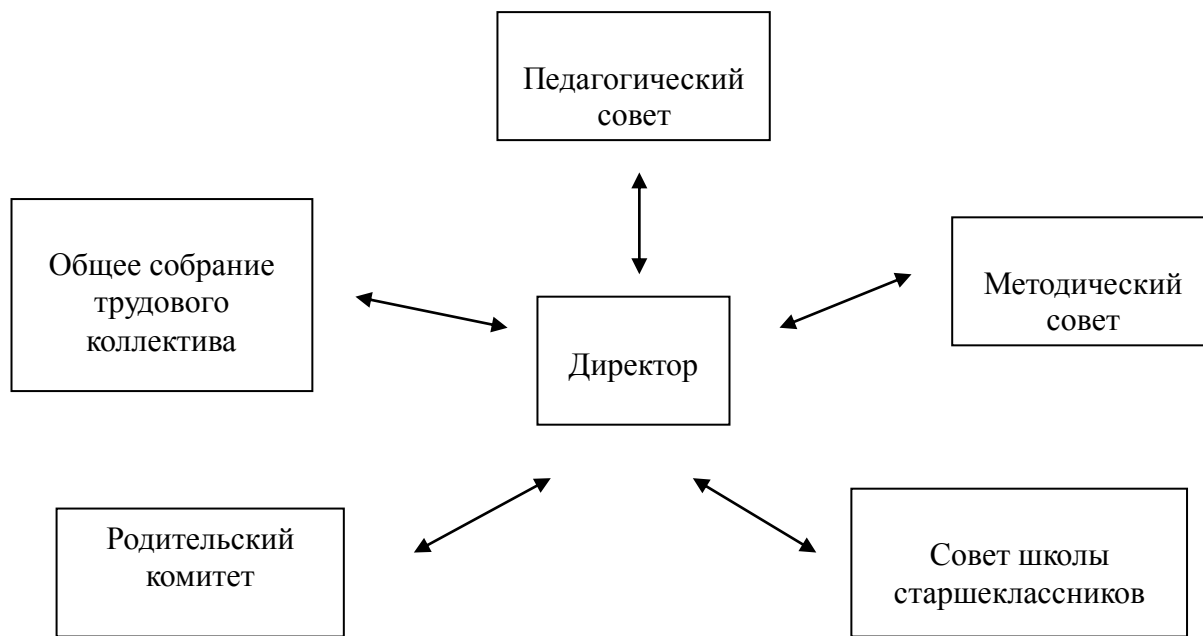 Педагогический
совет
Общее собрание
трудового
коллектива
Методический
совет
Директор
Родительский
комитет
Совет школы
старшеклассников